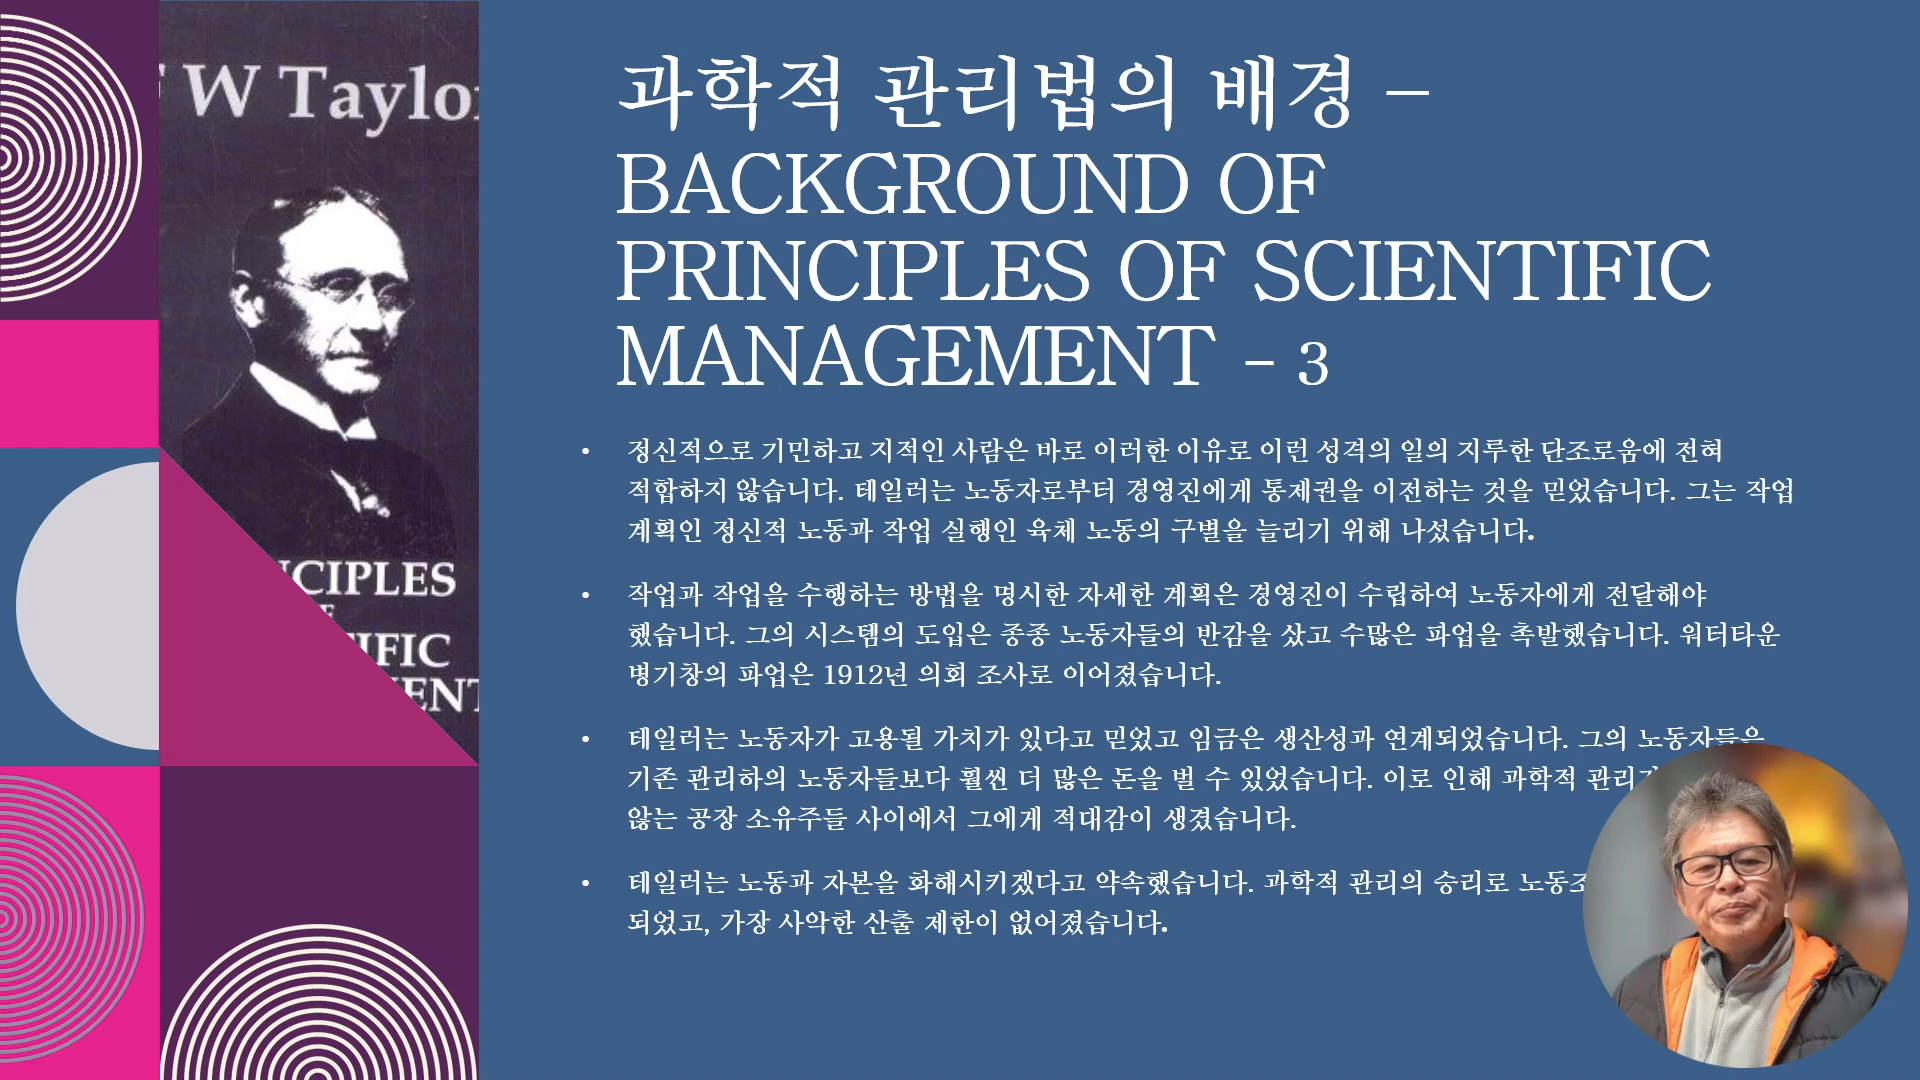 W Taylor
과학적 관리법의 배경 –
BACKGROUND OF
PRINCIPLES OF SCIENTIFIC
MANAGEMENT – 3
• 정신적으로 기민하고 지적인 사람은 바로 이러한 이유로 이런 성격의 일의 지루한 단조로움에 전혀
적합하지 않습니다. 테일러는 노동자로부터 경영진에게 통제권을 이전하는 것을 믿었습니다. 그는 작업
계획인 정신적 노동과 작업 실행인 육체 노동의 구별을 늘리기 위해 나섰습니다.
• 작업과 작업을 수행하는 방법을 명시한 자세한 계획은 경영진이 수립하여 노동자에게 전달해야
했습니다. 그의 시스템의 도입은 종종 노동자들의 반감을 샀고 수많은 파업을 촉발했습니다. 워터타운
병기창의 파업은 1912년 의회 조사로 이어졌습니다.
• 테일러는 노동자가 고용될 가치가 있다고 믿었고 임금은 생산성과 연계되었습니다. 그의 노동자들은
기존 관리하의 노동자들보다 훨씬 더 많은 돈을 벌 수 있었습니다. 이로 인해 과학적 관리가
않는 공장 소유주들 사이에서 그에게 적대감이 생겼습니다.
• 테일러는 노동과 자본을 화해시키겠다고 약속했습니다. 과학적 관리의 승리로 노동조
되었고, 가장 사악한 산출 제한이 없어졌습니다.
NCIPLES
TIFIC
MENT